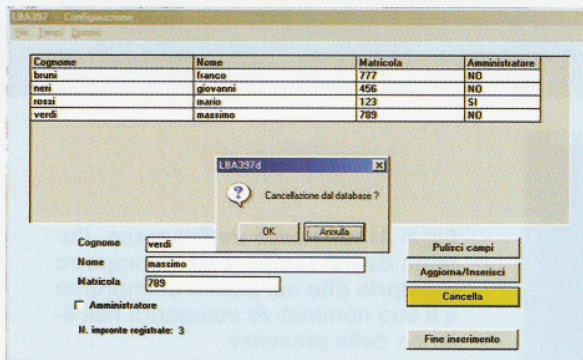 LBA397 - Configurazione
File Tempi Opzioni
Cognome Nome Matricola Amministratore
bruni franco 777 NO
neri giovanni 456 NO
rossi mario 123 SI
verdi massimo 789 NO
LBA397d
Cancellazione dal database ?
OK Annulla
Cognome verdi
Nome massimo
Matricola 789
Amministratore
N. impronte registrate: 3
Pulisci campi
Aggiorna/Inserisci
Cancella
Fine inserimento